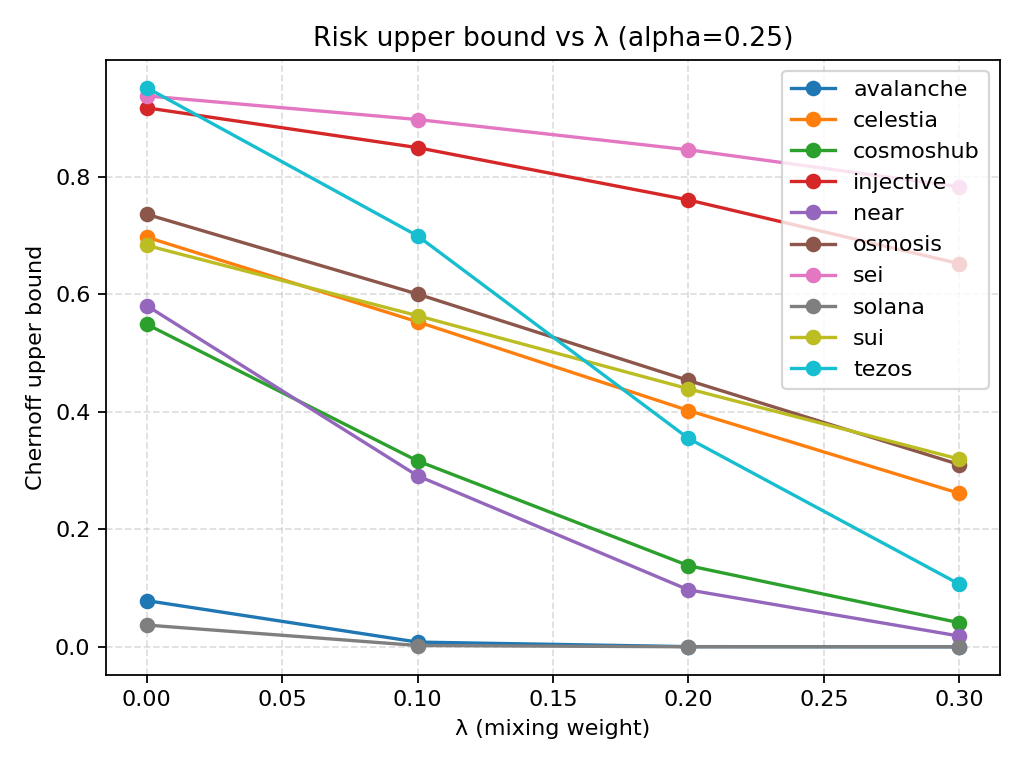 Risk upper bound vs λ (alpha=0.25)
Chernoff upper bound
0.8
0.6
0.4
0.2
0.0
avalanche
celestia
cosmoshub
injective
near
osmosis
sei
solana
sui
tezos
0.00 0.05 0.10 0.15 0.20 0.25 0.30
λ (mixing weight)